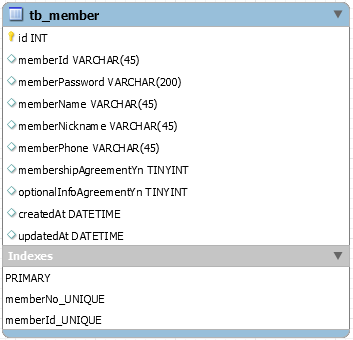 tb_member
id INT
memberId VARCHAR(45)
memberPassword VARCHAR(200)
memberName VARCHAR(45)
memberNickname VARCHAR(45)
memberPhone VARCHAR(45)
membershipAgreementYn TINYINT
optionalInfoAgreementYn TINYINT
createdAt DATETIME
updatedAt DATETIME
Indexes
PRIMARY
memberNo_UNIQUE
memberId_UNIQUE